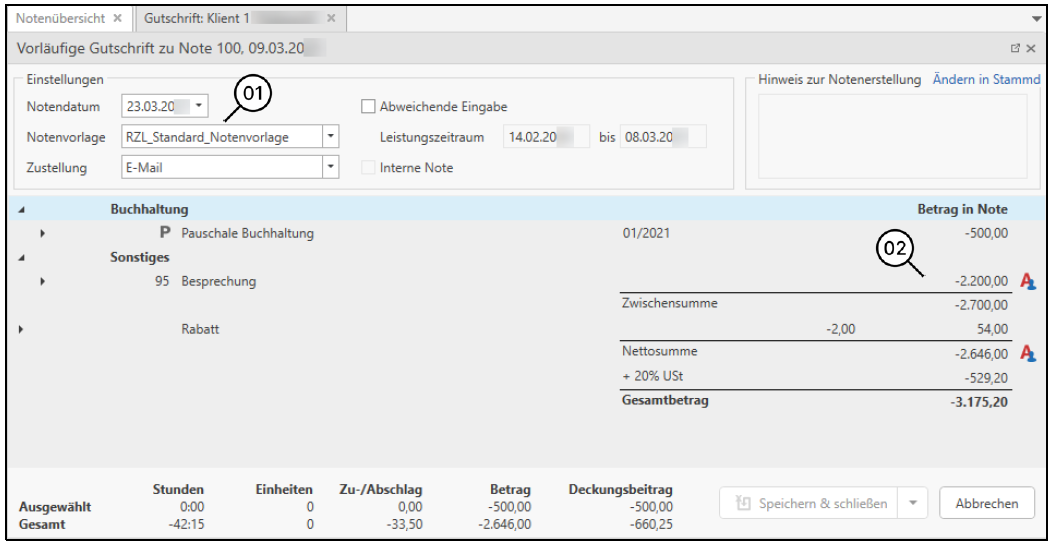 Notenübersicht × Gutschrift: Klient 1 ×
Vorläufige Gutschrift zu Note 100, 09.03.20
Einstellungen
Notendatum 23.03.20
Notenvorlage RZL_Standard_Notenvorlage
Zustellung E-Mail
01
Abweichende Eingabe
Leistungszeitraum 14.02.20 bis 08.03.20
Interne Note
Hinweis zur Notenerstellung Ändern in Stammd
Buchhaltung Betrag in Note
P Pauschale Buchhaltung 01/2021 -500,00
Sonstiges
02
95 Besprechung -2.200,00 A
Zwischensumme -2.700,00
Rabatt -2,00 54,00
Nettosumme -2.646,00 A
+ 20% USt -529,20
Gesamtbetrag -3.175,20
Stunden Einheiten Zu-/Abschlag Betrag Deckungsbeitrag
Ausgewählt 0:00 0 0,00 -500,00 -500,00
Gesamt -42:15 0 -33,50 -2.646,00 -660,25
Speichern & schließen Abbrechen